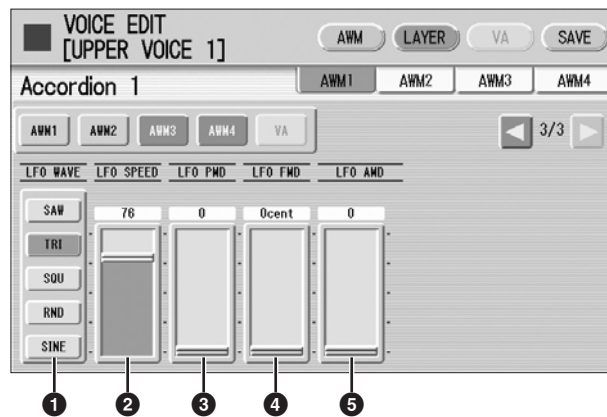 VOICE EDIT
[UPPER VOICE 1]
AWM LAYER VA SAVE
Accordion 1
AWM1 AWM2 AWM3 AWM4
AWM1 AWM2 AWM3 AWM4 VA
3/3
LFO WAVE LFO SPEED LFO PMD LFO FMD LFO AMD
76 0 0cent 0
SAW
TRI
SQU
RND
SINE
1 2 3 4 5